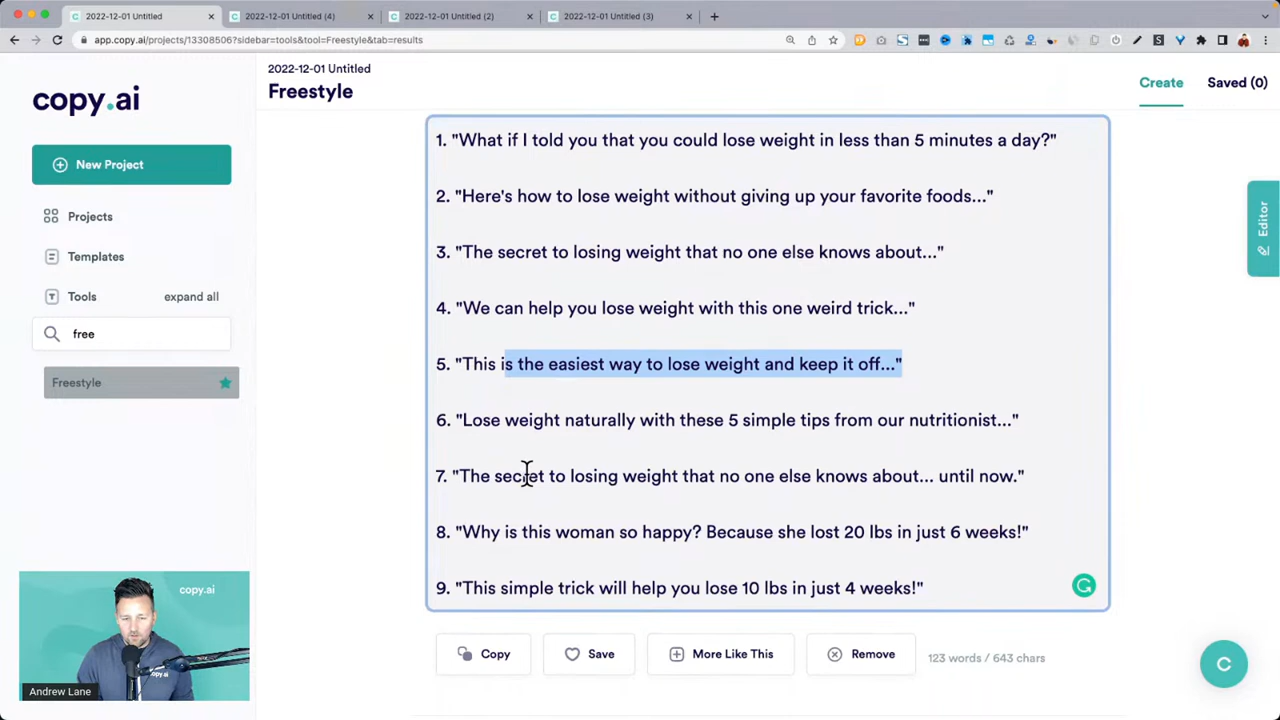 2022-12-01 Untitled
2022-12-01 Untitled (4)
2022-12-01 Untitled (2)
2022-12-01 Untitled (3)
app.copy.ai/projects/13308506?sidebar=tools&tool=Freestyle&tab=results
copy.ai
New Project
Projects
Templates
Tools
expand all
free
Freestyle
2022-12-01 Untitled
Freestyle
Create
Saved (0)
1. "What if I told you that you could lose weight in less than 5 minutes a day?"
2. "Here's how to lose weight without giving up your favorite foods..."
3. "The secret to losing weight that no one else knows about..."
4. "We can help you lose weight with this one weird trick..."
5. "This is the easiest way to lose weight and keep it off..."
6. "Lose weight naturally with these 5 simple tips from our nutritionist..."
7. "The secret to losing weight that no one else knows about... until now."
8. "Why is this woman so happy? Because she lost 20 lbs in just 6 weeks!"
9. "This simple trick will help you lose 10 lbs in just 4 weeks!"
Copy
Save
More Like This
Remove
123 words / 643 chars
Editor
copy.ai
Andrew Lane